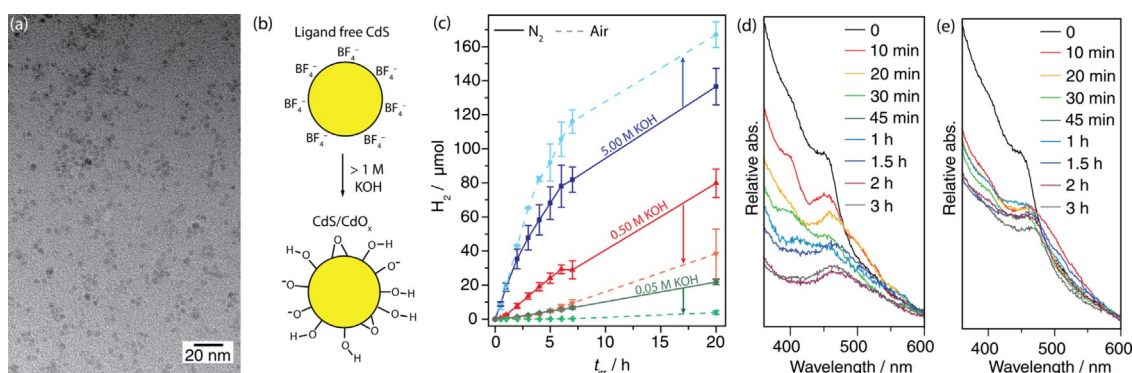 (a)
20 nm
(b)
Ligand free CdS
BF₄⁻
BF₄⁻
BF₄⁻
BF₄⁻
BF₄⁻
BF₄⁻
BF₄⁻
> 1 M
KOH
CdS/CdOₓ
O
H
O
H
O⁻
O
H
O
H
O
O
H
O
H
O
⁻O
⁻O
H
O
(c)
N₂
Air
160
140
120
100
80
60
40
20
0
H₂ / μmol
5.00 M KOH
0.50 M KOH
0.05 M KOH
0
5
10
15
20
t_irr / h
(d)
0
10 min
20 min
30 min
45 min
1 h
1.5 h
2 h
3 h
Relative abs.
400
500
600
Wavelength / nm
(e)
0
10 min
20 min
30 min
45 min
1 h
1.5 h
2 h
3 h
Relative abs.
400
500
600
Wavelength / nm